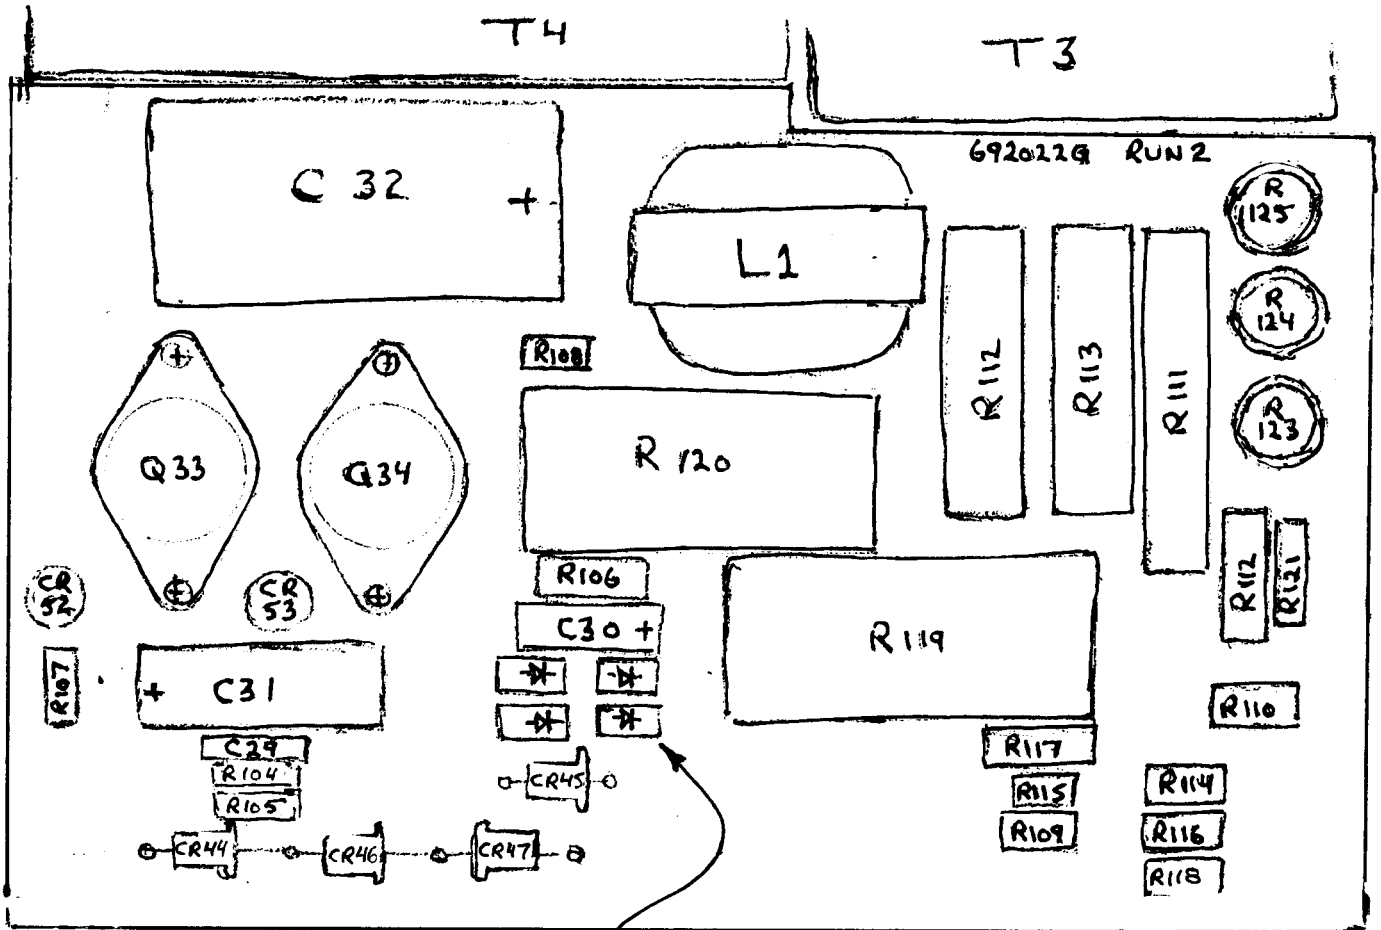 T4
T3
692022G RUN2
C 32 +
L1
R
125
R
124
R
123
R108
R112
R113
R111
Q33
Q34
R 120
R106
C30 +
R119
R112
R121
CR
52
CR
53
R107
+ C31
C29
R104
R105
R110
R117
R115
R109
R114
R116
R118
CR45
CR44
CR46
CR47